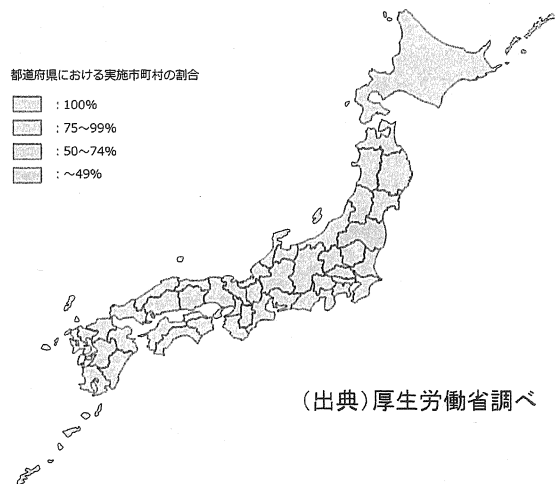 都道府県における実施市町村の割合
：100%
：75～99%
：50～74%
：～49%
（出典）厚生労働省調べ